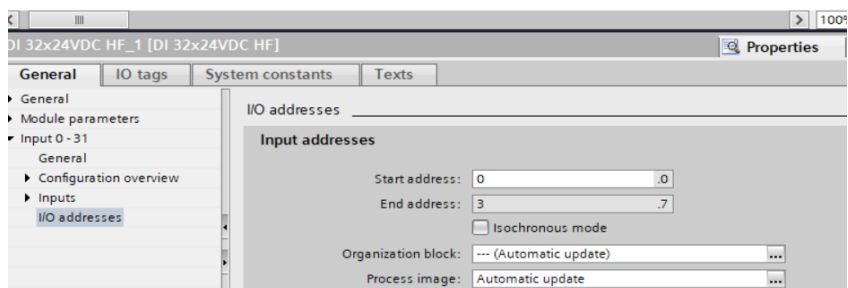 100%
DI 32x24VDC HF_1 [DI 32x24VDC HF]
Properties
General IO tags System constants Texts
General
Module parameters
Input 0 - 31
General
Configuration overview
Inputs
I/O addresses
I/O addresses
Input addresses
Start address: 0 .0
End address: 3 .7
Isochronous mode
Organization block: --- (Automatic update) ...
Process image: Automatic update ...